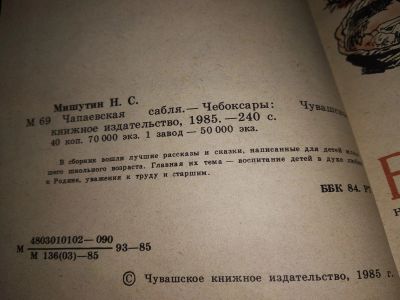 Мишутин Н. С.
М 69 Чапаевская сабля.— Чебоксары: Чувашское
книжное издательство, 1985. —240 с.
40 коп. 70 000 экз. 1 завод — 50 000 экз.
В сборник вошли лучшие рассказы и сказки, написанные для детей
шего школьного возраста. Главная их тема — воспитание детей в духе
к Родине, уважения к труду и старшим.
ББК 84.
М 4803010102—090 93—85
М 136(03)—85
© Чувашское книжное издательство, 1985